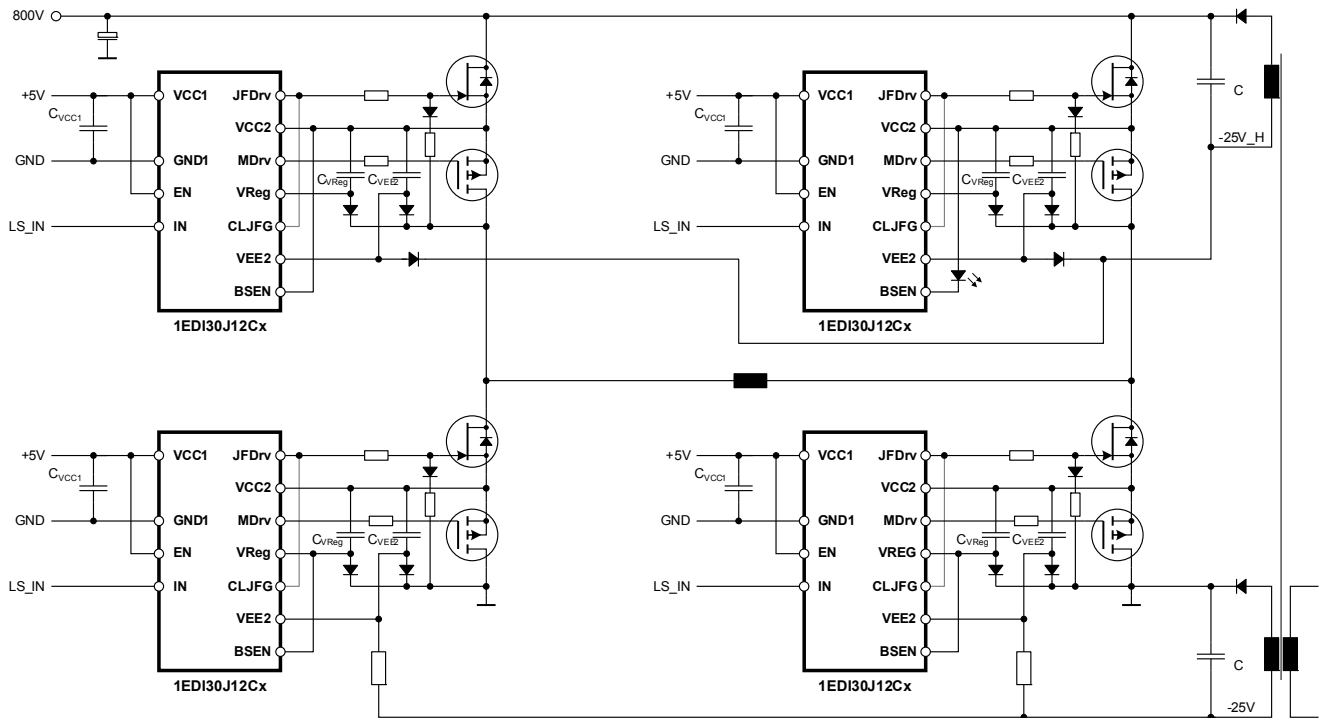 800V
+5V
CVCC1
GND
LS_IN
VCC1
GND1
EN
IN
JFDrv
VCC2
MDrv
VReg
CLJFG
VEE2
BSEN
CVReg
CVEE2
1EDI30J12Cx
+5V
CVCC1
GND
LS_IN
VCC1
GND1
EN
IN
JFDrv
VCC2
MDrv
VReg
CLJFG
VEE2
BSEN
CVReg
CVEE2
1EDI30J12Cx
C
-25V_H
+5V
CVCC1
GND
LS_IN
VCC1
GND1
EN
IN
JFDrv
VCC2
MDrv
VReg
CLJFG
VEE2
BSEN
CVReg
CVEE2
1EDI30J12Cx
+5V
CVCC1
GND
LS_IN
VCC1
GND1
EN
IN
JFDrv
VCC2
MDrv
VREG
CLJFG
VEE2
BSEN
CVReg
CVEE2
1EDI30J12Cx
C
-25V